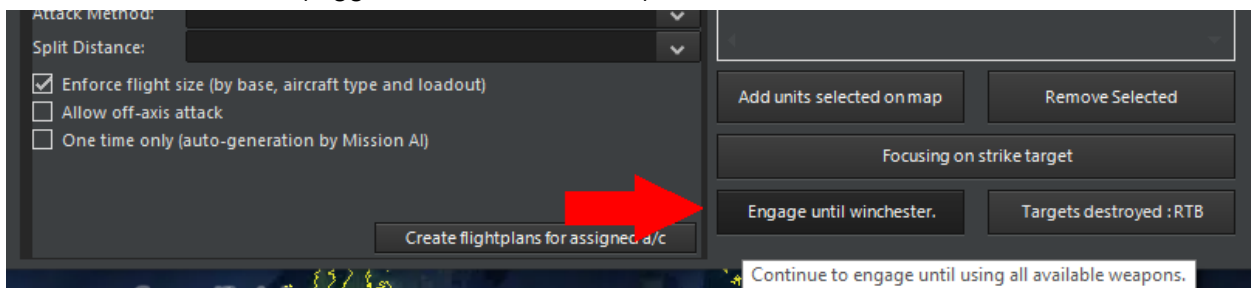 Attack Method:
Split Distance:
Enforce flight size (by base, aircraft type and loadout)
Allow off-axis attack
One time only (auto-generation by Mission AI)
Create flightplans for assigned a/c
Add units selected on map
Remove Selected
Focusing on strike target
Engage until winchester.
Targets destroyed : RTB
Continue to engage until using all available weapons.